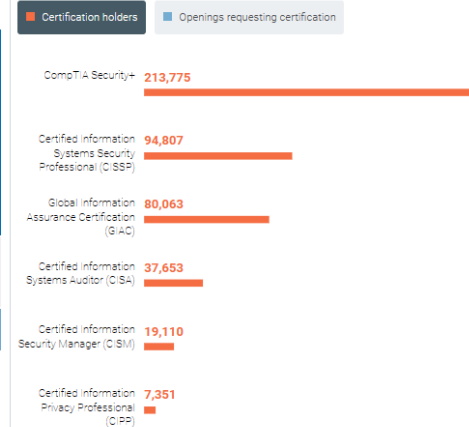 Certification holders
Openings requesting certification
CompTIA Security+ 213,775
Certified Information 94,807
Systems Security
Professional (CISSP)
Global Information 80,063
Assurance Certification
(GIAC)
Certified Information 37,653
Systems Auditor (CISA)
Certified Information 19,110
Security Manager (CISM)
Certified Information 7,351
Privacy Professional
(CIPP)